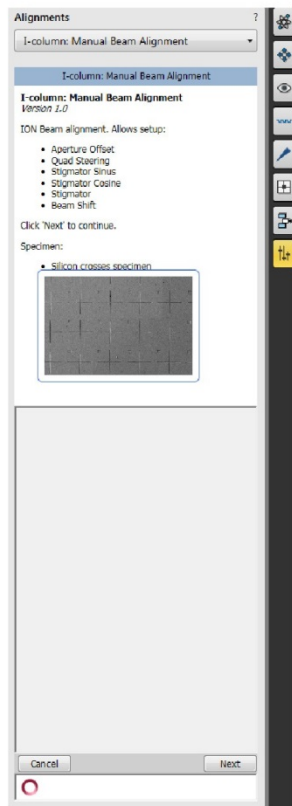 Alignments ?
I-column: Manual Beam Alignment
I-column: Manual Beam Alignment
I-column: Manual Beam Alignment
Version 1.0
ION Beam alignment. Allows setup:
• Aperture Offset
• Quad Steering
• Stigmator Sinus
• Stigmator Cosine
• Stigmator
• Beam Shift
Click 'Next' to continue.
Specimen:
• Silicon crosses specimen
Cancel Next